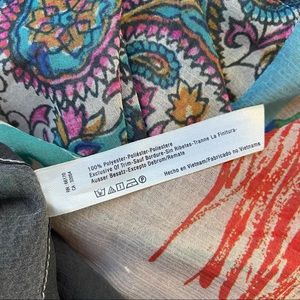 100% Polyester-Poliéster-Poliestere
Exclusive Of Trim-Sauf Bordure-Sin Ribetes-Tranne La Finitura-
Ausser Besatz-Excepto Debrum/Remate
Hecho en Vietnam/Fabricado no Vietname